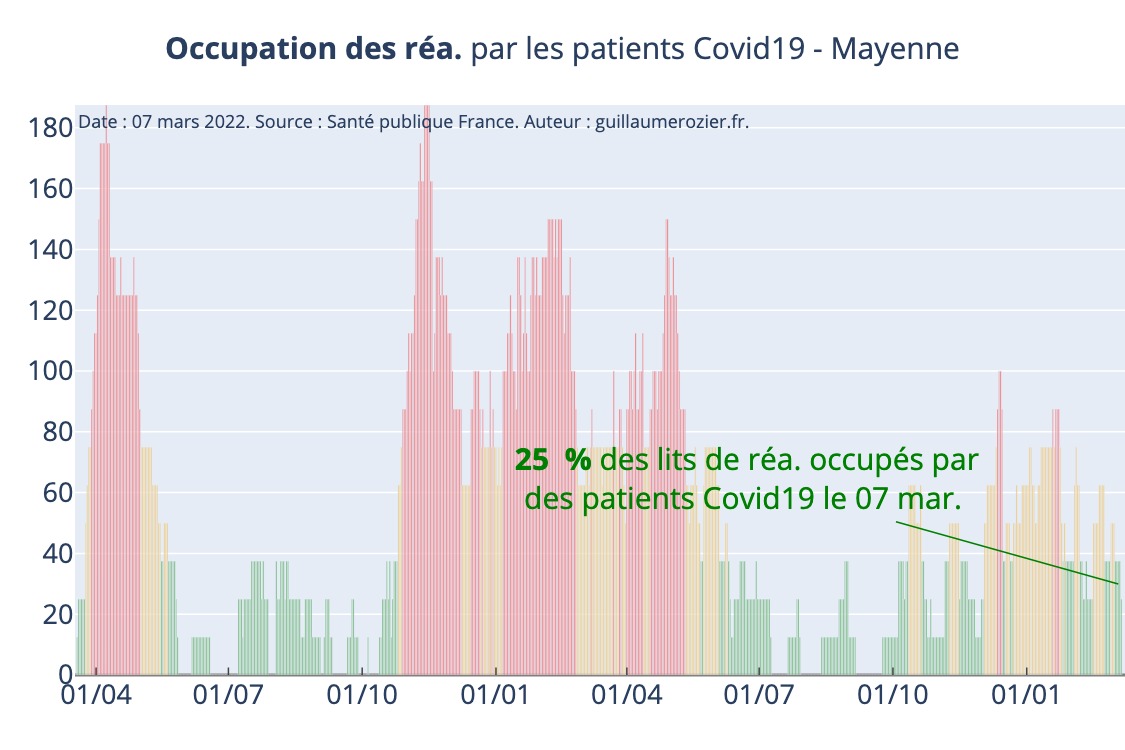 Occupation des réa. par les patients Covid19 - Mayenne
180
Date : 07 mars 2022. Source : Santé publique France. Auteur : guillaumerozier.fr.
160
140
120
100
80
25 % des lits de réa. occupés par
60
des patients Covid19 le 07 mar.
40
20
0
01/04 01/07 01/10 01/01 01/04 01/07 01/10 01/01